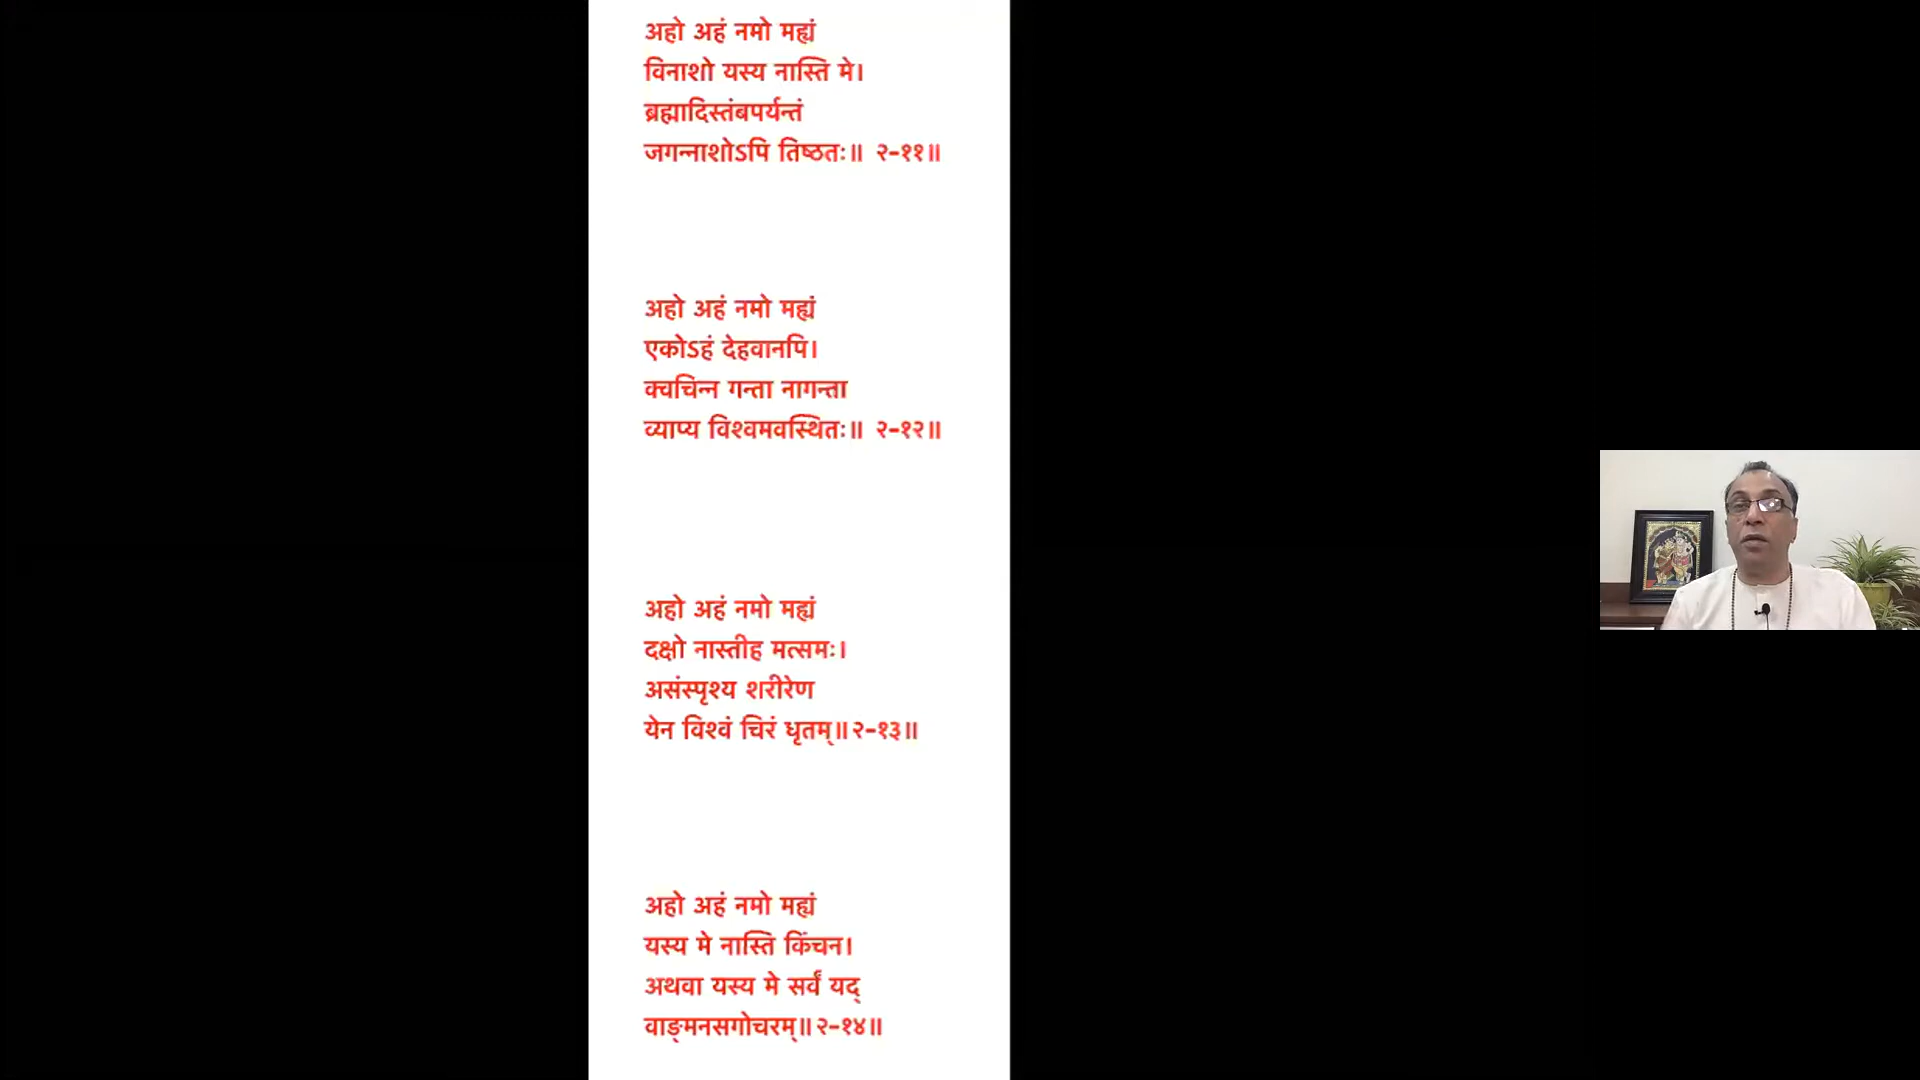 अहो अहं नमो मह्यं
विनाशो यस्य नास्ति मे।
ब्रह्मादिस्तंबपर्यन्तं
जगन्नाशोऽपि तिष्ठतः॥ २-११॥
अहो अहं नमो मह्यं
एकोऽहं देहवानपि।
क्वचिन्न गन्ता नागन्ता
व्याप्य विश्वमवस्थितः॥ २-१२॥
अहो अहं नमो मह्यं
दक्षो नास्तीह मत्समः।
असंस्पृश्य शरीरेण
येन विश्वं चिरं धृतम्॥२-१३॥
अहो अहं नमो मह्यं
यस्य मे नास्ति किंचन।
अथवा यस्य मे सर्वं यद्
वाङ्मनसगोचरम्॥२-१४॥